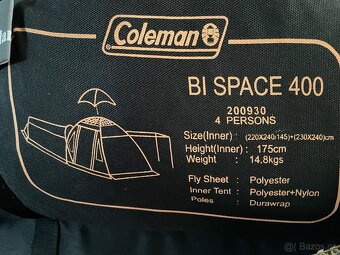 Coleman
BI SPACE 400
200930
4 PERSONS
Size(Inner) : (220X240/145)+(230X240)cm
Height(Inner) : 175cm
Weight : 14.8kgs
Fly Sheet : Polyester
Inner Tent : Polyester+Nylon
Poles : Durawrap